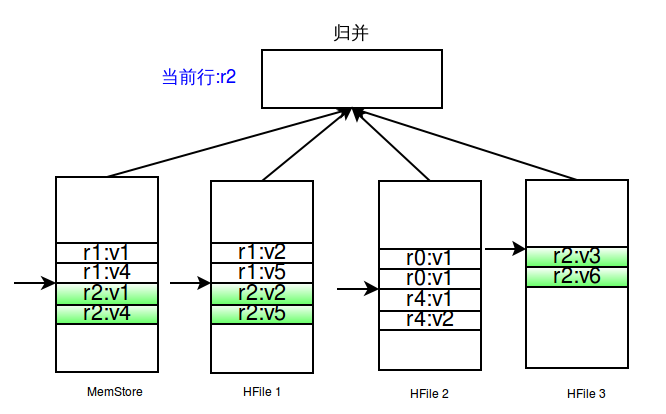 归并
当前行:r2
r1:v1
r1:v4
r2:v1
r2:v4
MemStore
r1:v2
r1:v5
r2:v2
r2:v5
HFile 1
r0:v1
r0:v1
r4:v1
r4:v2
HFile 2
r2:v3
r2:v6
HFile 3